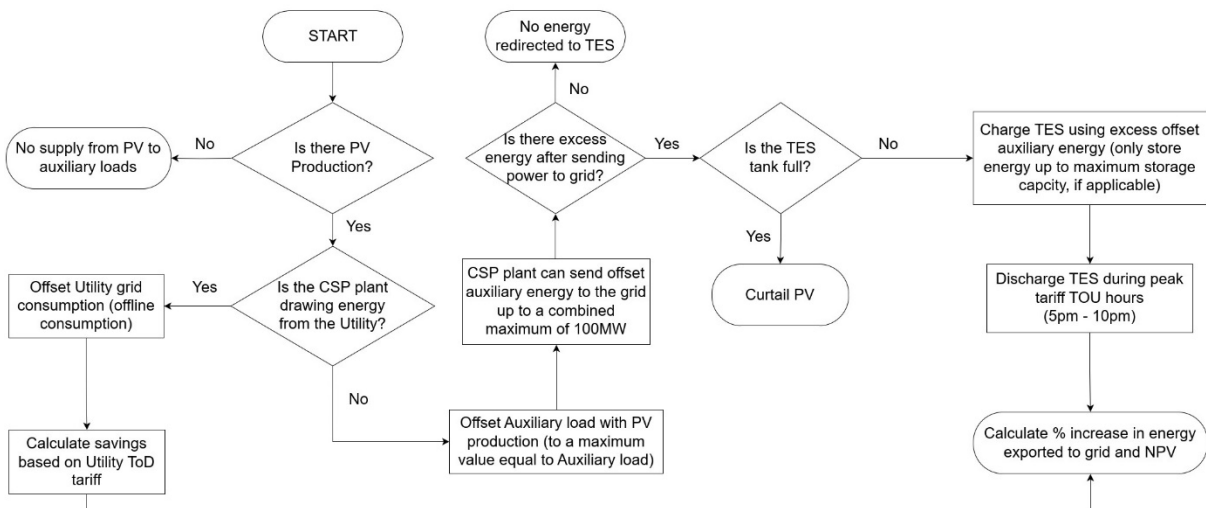 START
Is there PV
Production?
No
No supply from PV to
auxiliary loads
Yes
Is the CSP plant
drawing energy
from the Utility?
Yes
Offset Utility grid
consumption (offline
consumption)
Calculate savings
based on Utility ToD
tariff
No
Offset Auxiliary load with PV
production (to a maximum
value equal to Auxiliary load)
CSP plant can send offset
auxiliary energy to the grid
up to a combined
maximum of 100MW
Is there excess
energy after sending
power to grid?
No
No energy
redirected to TES
Yes
Is the TES
tank full?
Yes
Curtail PV
No
Charge TES using excess offset
auxiliary energy (only store
energy up to maximum storage
capcity, if applicable)
Discharge TES during peak
tariff TOU hours
(5pm - 10pm)
Calculate % increase in energy
exported to grid and NPV